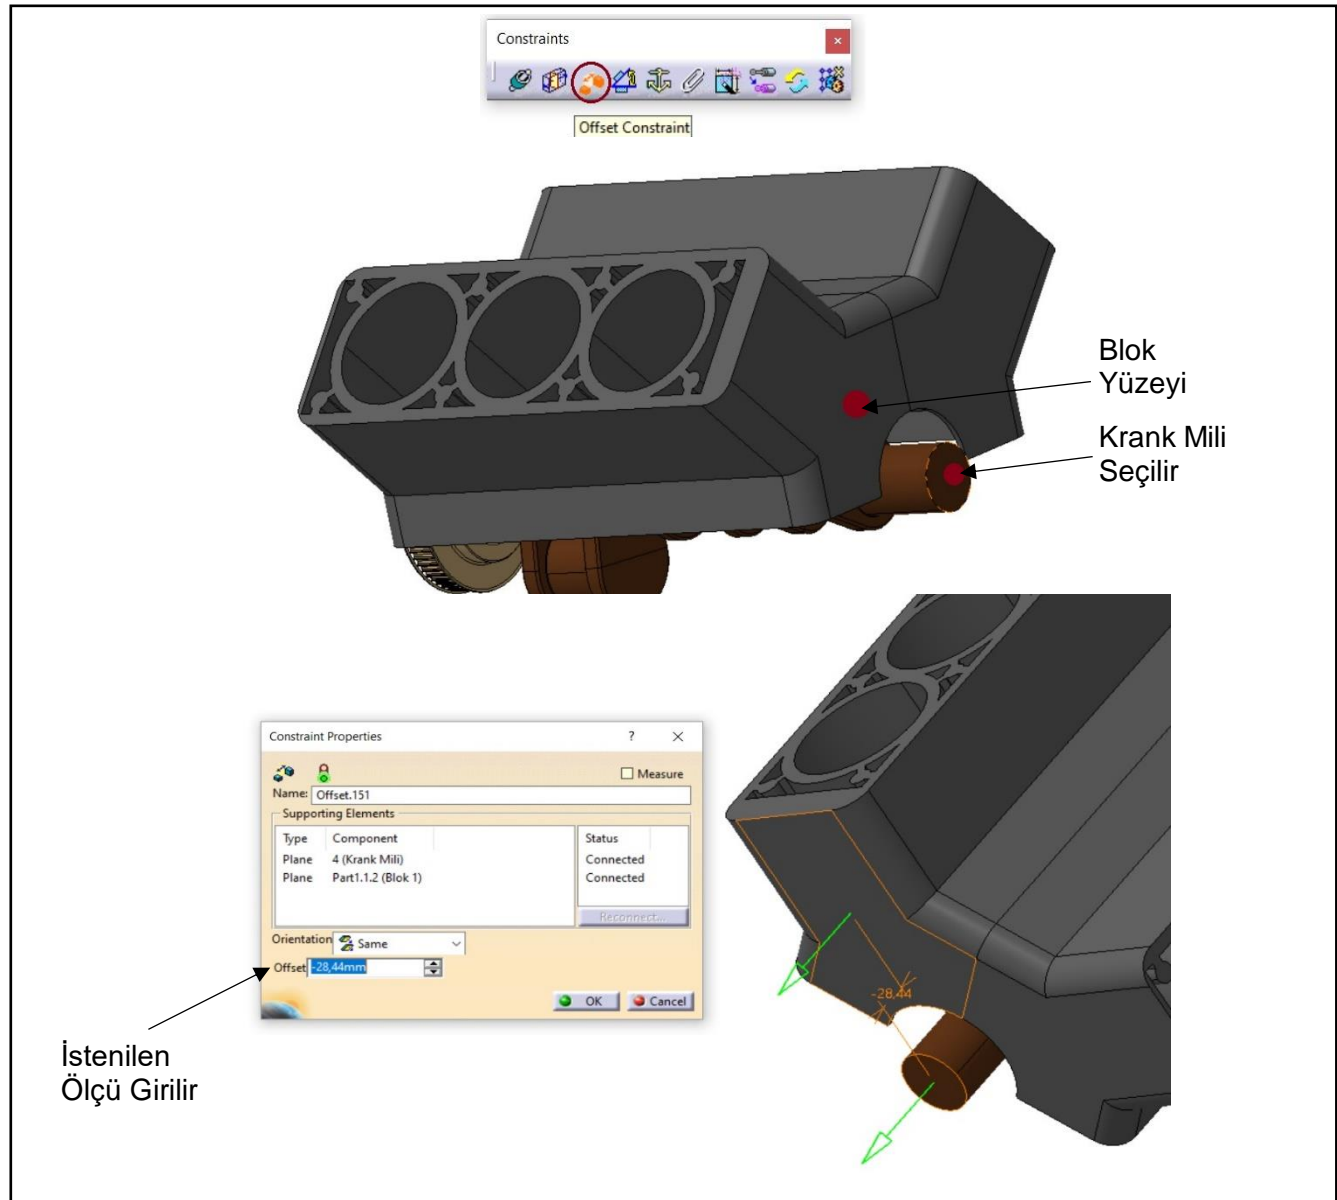 Constraints
Offset Constraint
Blok
Yüzeyi
Krank Mili
Seçilir
Constraint Properties
Measure
Name: Offset.151
Supporting Elements
Type Component Status
Plane 4 (Krank Mili) Connected
Plane Part1.1.2 (Blok 1) Connected
Reconnect...
Orientation Same
Offset -28,44mm
OK Cancel
-28,44
İstenilen
Ölçü Girilir